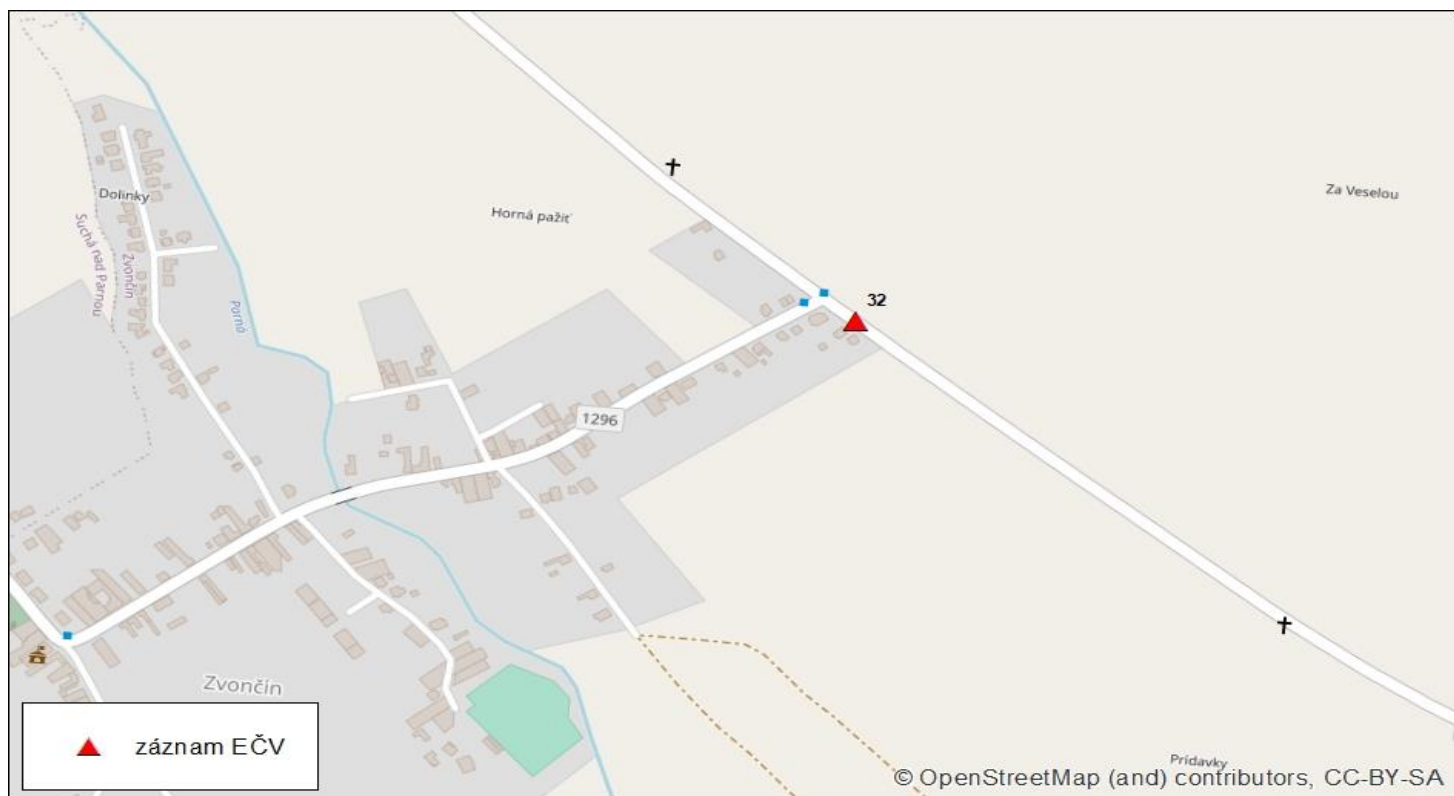 Za Veselou
Dolinky
Horná pažiť
Suchá nad Parnou
Zvončín
Parná
32
1296
Zvončín
záznam EČV
Prídavky
© OpenStreetMap (and) contributors, CC-BY-SA